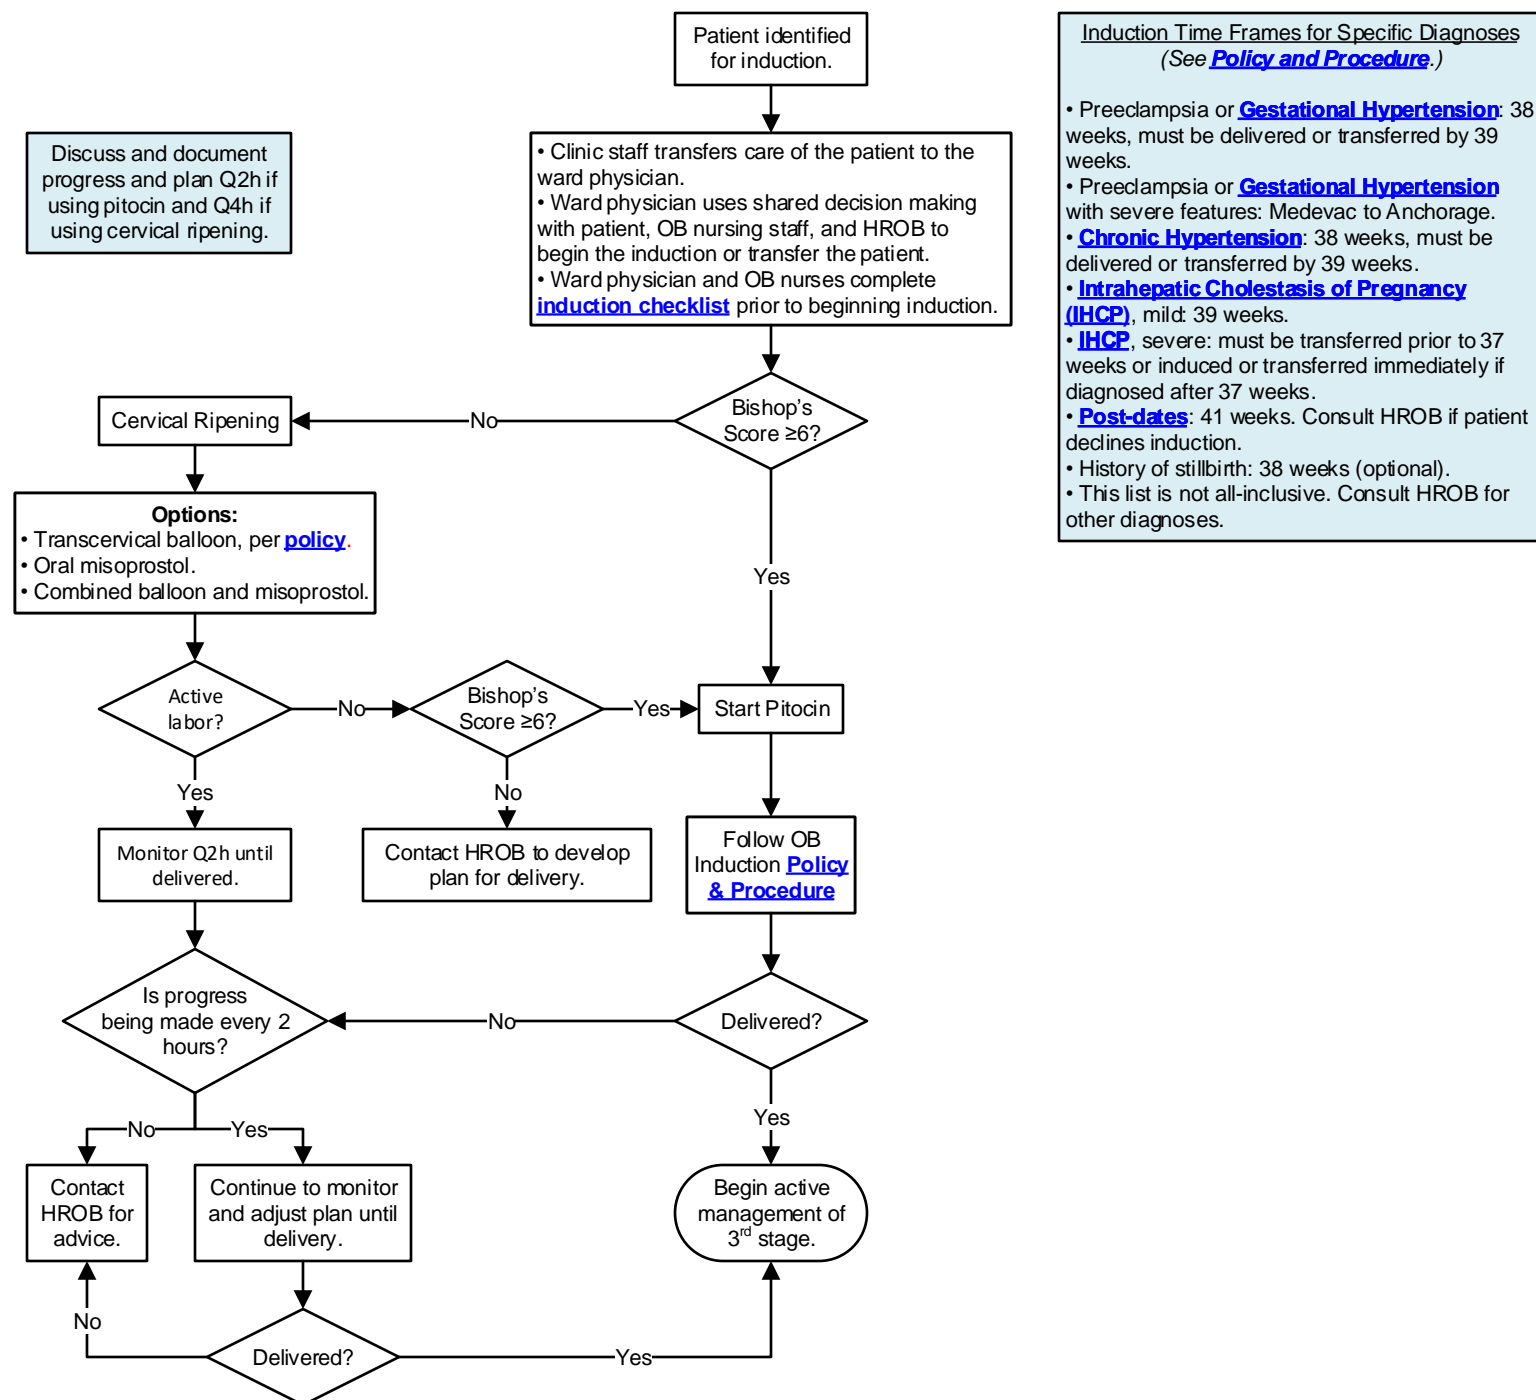 Patient identified
for induction.
Induction Time Frames for Specific Diagnoses
(See Policy and Procedure.)
• Preeclampsia or Gestational Hypertension: 38
weeks, must be delivered or transferred by 39
weeks.
• Preeclampsia or Gestational Hypertension
with severe features: Medevac to Anchorage.
• Chronic Hypertension: 38 weeks, must be
delivered or transferred by 39 weeks.
• Intrahepatic Cholestasis of Pregnancy
(IHCP), mild: 39 weeks.
• IHCP, severe: must be transferred prior to 37
weeks or induced or transferred immediately if
diagnosed after 37 weeks.
• Post-dates: 41 weeks. Consult HROB if patient
declines induction.
• History of stillbirth: 38 weeks (optional).
• This list is not all-inclusive. Consult HROB for
other diagnoses.
Discuss and document
progress and plan Q2h if
using pitocin and Q4h if
using cervical ripening.
• Clinic staff transfers care of the patient to the
ward physician.
• Ward physician uses shared decision making
with patient, OB nursing staff, and HROB to
begin the induction or transfer the patient.
• Ward physician and OB nurses complete
induction checklist prior to beginning induction.
Bishop's
Score ≥6?
No
Cervical Ripening
Options:
• Transcervical balloon, per policy.
• Oral misoprostol.
• Combined balloon and misoprostol.
Yes
Active
labor?
No
Bishop's
Score ≥6?
Yes
Start Pitocin
Yes
No
Monitor Q2h until
delivered.
Contact HROB to develop
plan for delivery.
Follow OB
Induction Policy
& Procedure
Is progress
being made every 2
hours?
No
Delivered?
Yes
No
Yes
Contact
HROB for
advice.
Continue to monitor
and adjust plan until
delivery.
Begin active
management of
3rd stage.
No
Delivered?
Yes